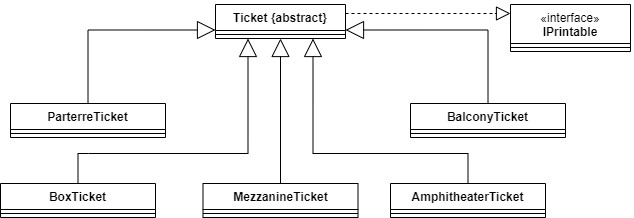 Ticket {abstract}
«interface»
IPrintable
ParterreTicket
BalconyTicket
BoxTicket
MezzanineTicket
AmphitheaterTicket